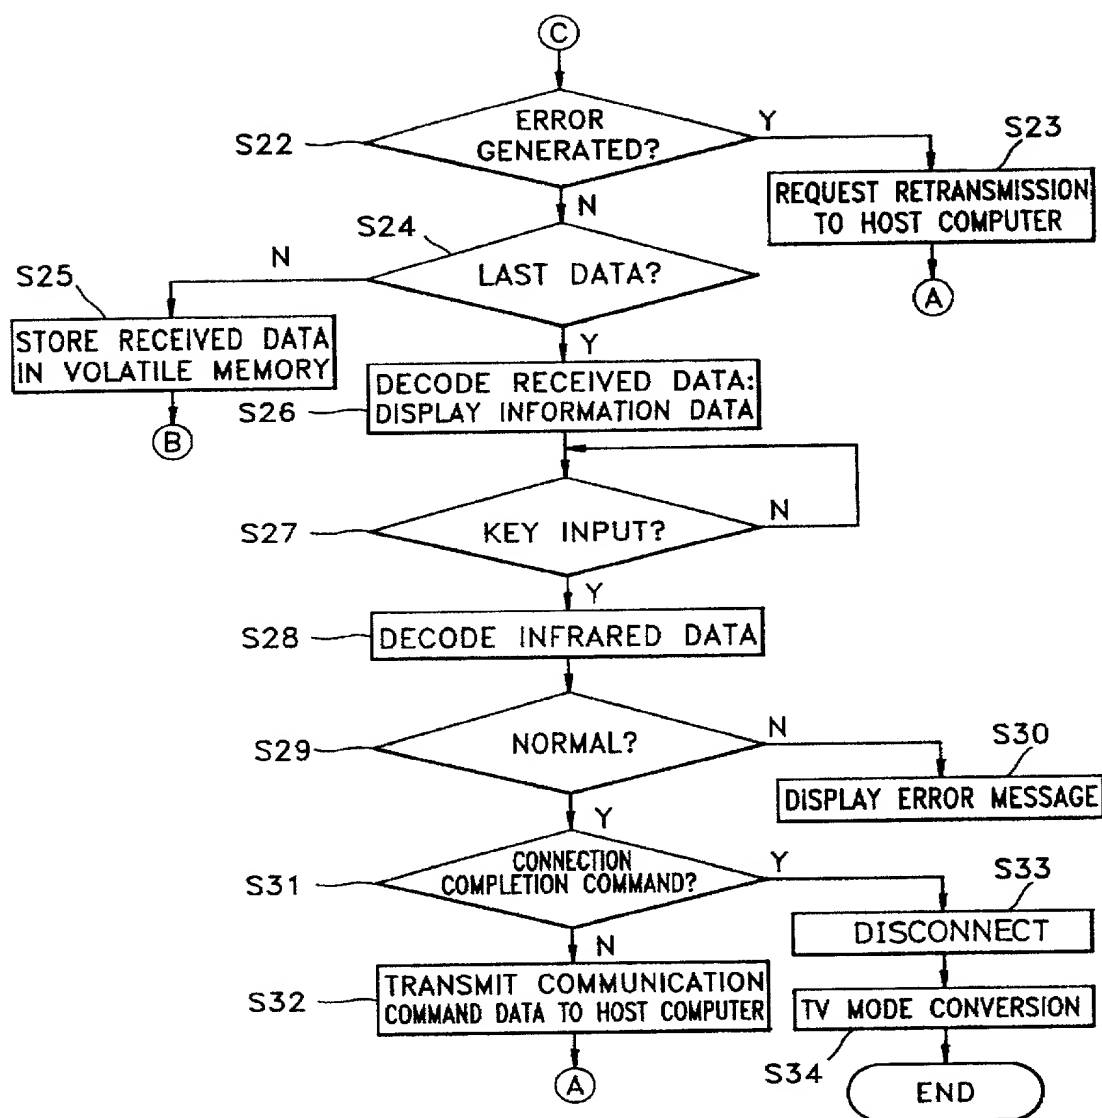 C
ERROR
GENERATED?
S22
Y
S23
REQUEST RETRANSMISSION
TO HOST COMPUTER
A
N
S24
LAST DATA?
N
S25
STORE RECEIVED DATA
IN VOLATILE MEMORY
B
Y
DECODE RECEIVED DATA:
DISPLAY INFORMATION DATA
S26
S27
KEY INPUT?
N
Y
S28
DECODE INFRARED DATA
S29
NORMAL?
N
S30
DISPLAY ERROR MESSAGE
Y
S31
CONNECTION
COMPLETION COMMAND?
Y
S33
DISCONNECT
N
S32
TRANSMIT COMMUNICATION
COMMAND DATA TO HOST COMPUTER
A
TV MODE CONVERSION
S34
END